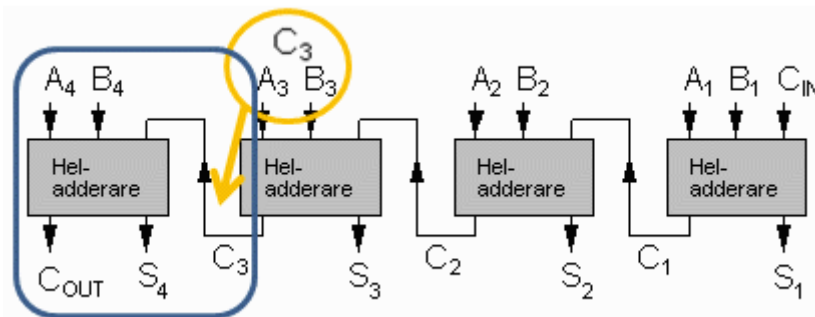 C3
A4 B4 A3 B3 A2 B2 A1 B1 CIN
Hel-
adderare
Hel-
adderare
Hel-
adderare
Hel-
adderare
COUT S4 C3 S3 C2 S2 C1 S1